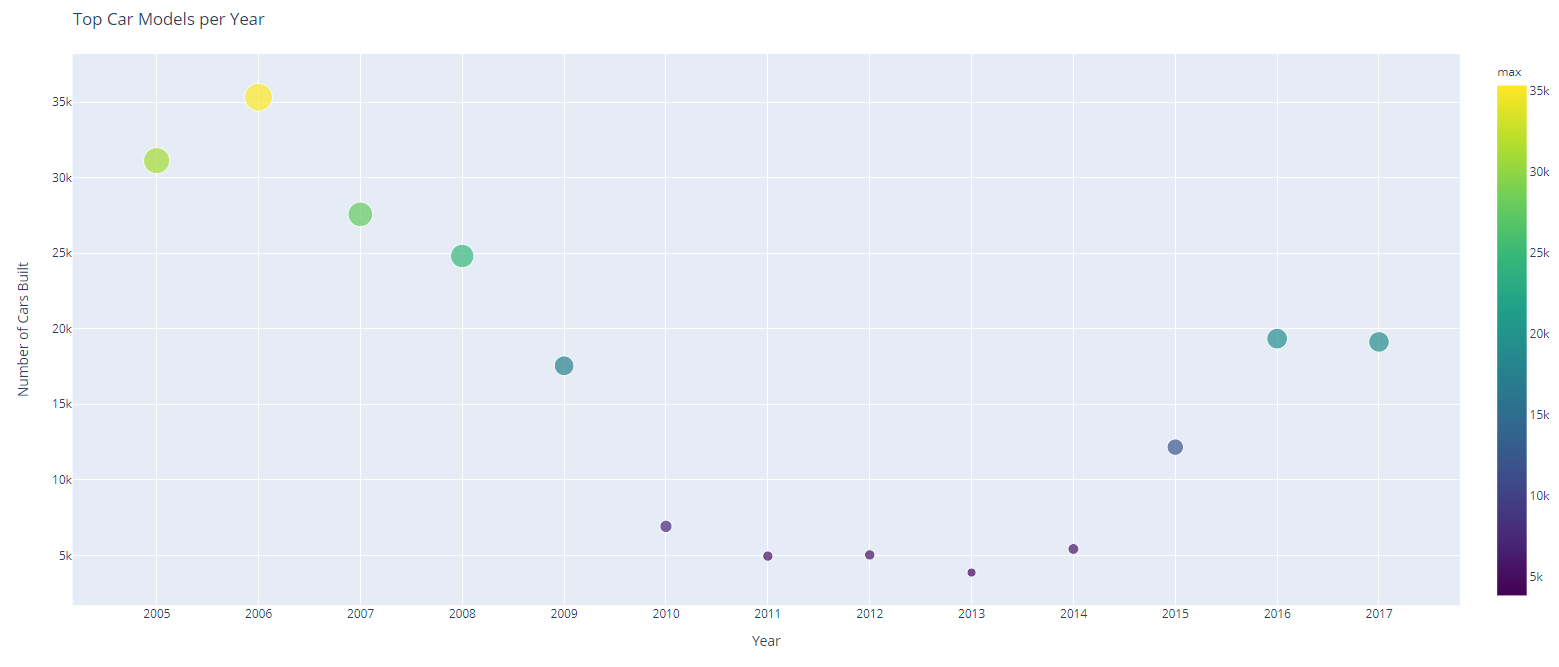 Top Car Models per Year
max
35k
30k
25k
20k
15k
10k
5k
Number of Cars Built
35k
30k
25k
20k
15k
10k
5k
2005 2006 2007 2008 2009 2010 2011 2012 2013 2014 2015 2016 2017
Year